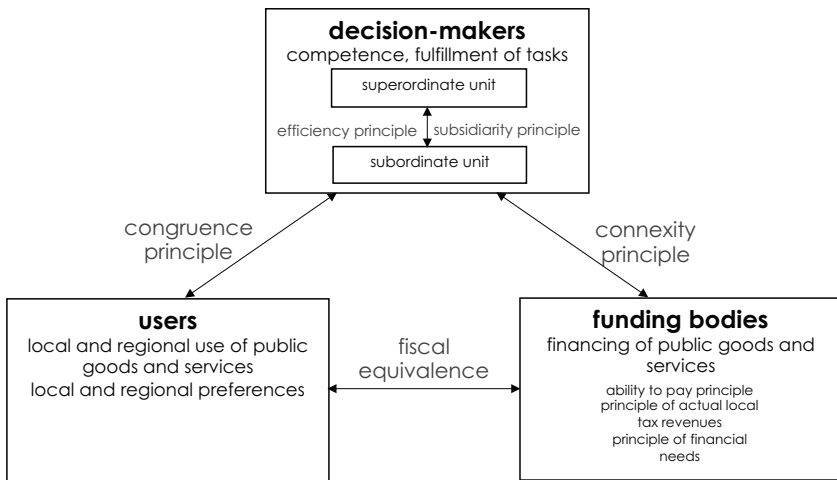 decision-makers
competence, fulfillment of tasks
superordinate unit
efficiency principle
subsidiarity principle
subordinate unit
congruence
principle
connexity
principle
users
local and regional use of public
goods and services
local and regional preferences
fiscal
equivalence
funding bodies
financing of public goods and
services
ability to pay principle
principle of actual local
tax revenues
principle of financial
needs